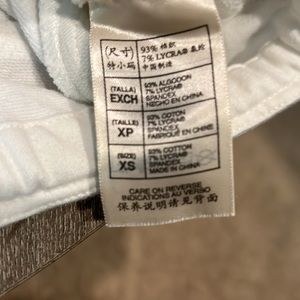 (尺寸) 93% 棉织
特小码 7% LYCRA® 氨纶
中国制造
(TALLA) 93% ALGODON
EXCH 7% LYCRA®
SPANDEX
HECHO EN CHINA
(TAILLE) 93% COTON
XP 7% LYCRA®
SPANDEX
FABRIQUÉ EN CHINE
(SIZE) 93% COTTON
XS 7% LYCRA®
SPANDEX
MADE IN CHINA
CARE ON REVERSE
INDICATIONS AU VERSO
保养说明请见背面